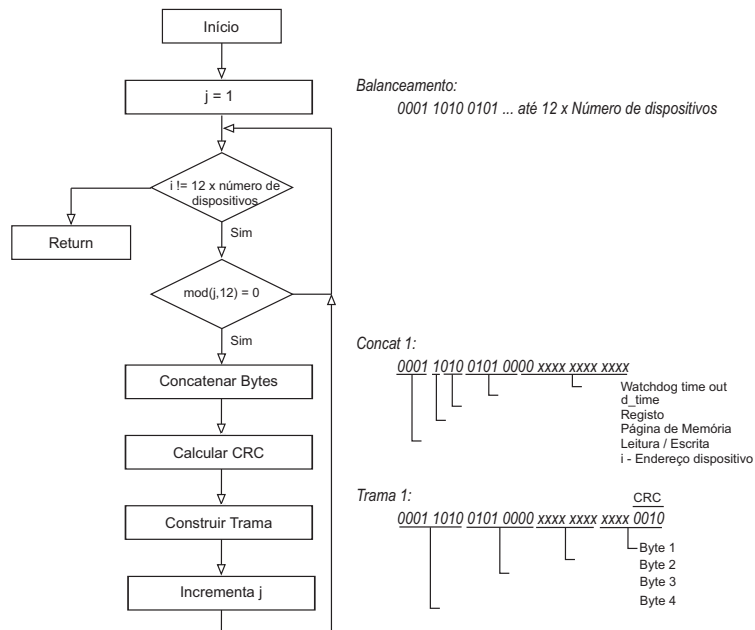 Início
j = 1
i != 12 x número de
dispositivos
Return
Sim
mod(j,12) = 0
Sim
Concatenar Bytes
Calcular CRC
Construir Trama
Incrementa j
Balanceamento:
0001 1010 0101 ... até 12 x Número de dispositivos
Concat 1:
0001 1010 0101 0000 xxxx xxxx xxxx
Watchdog time out
d_time
Registo
Página de Memória
Leitura / Escrita
i - Endereço dispositivo
Trama 1:
CRC
0001 1010 0101 0000 xxxx xxxx xxxx 0010
Byte 1
Byte 2
Byte 3
Byte 4